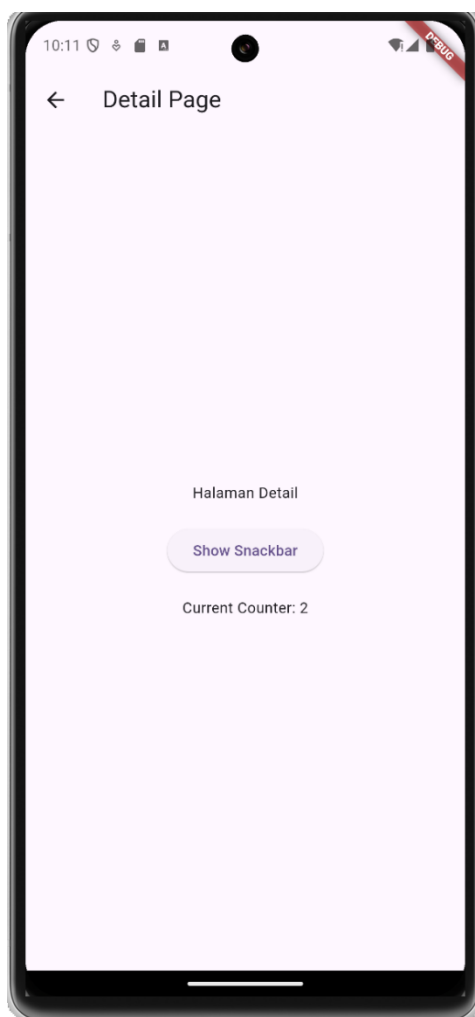 10:11
DEBUG
Detail Page
Halaman Detail
Show Snackbar
Current Counter: 2